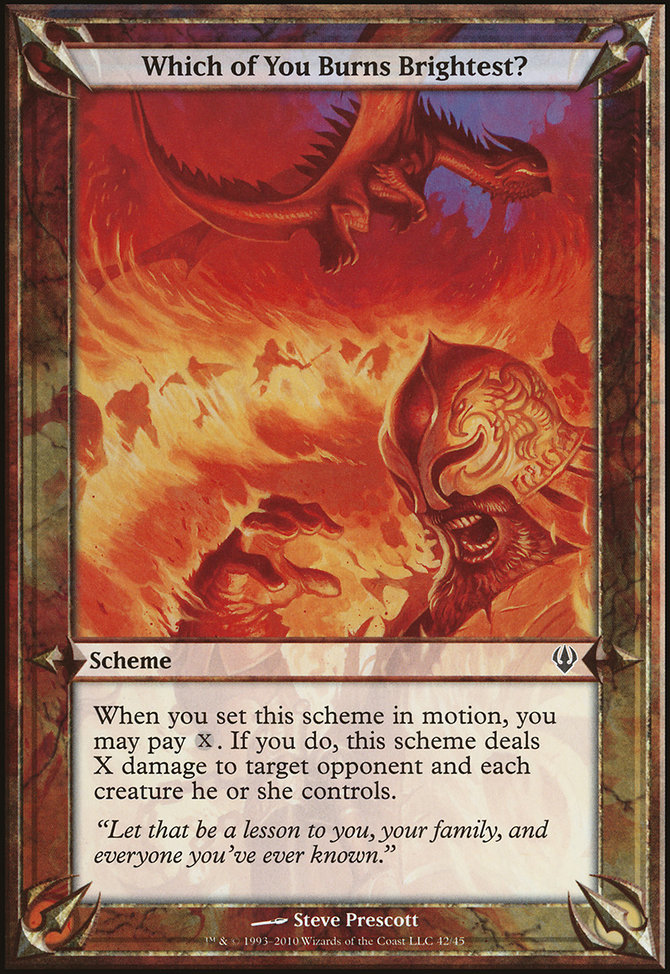 Which of You Burns Brightest?
Scheme
When you set this scheme in motion, you
may pay X. If you do, this scheme deals
X damage to target opponent and each
creature he or she controls.
“Let that be a lesson to you, your family, and
everyone you’ve ever known.”
Steve Prescott
™ & © 1993–2010 Wizards of the Coast LLC 42/45